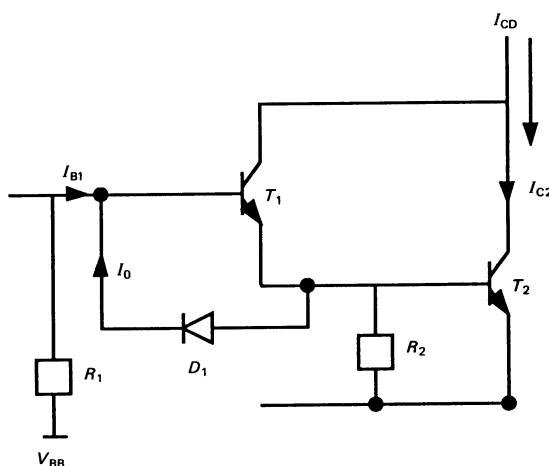 I_CD
I_B1
T_1
I_C2
I_0
T_2
D_1
R_2
R_1
V_BB